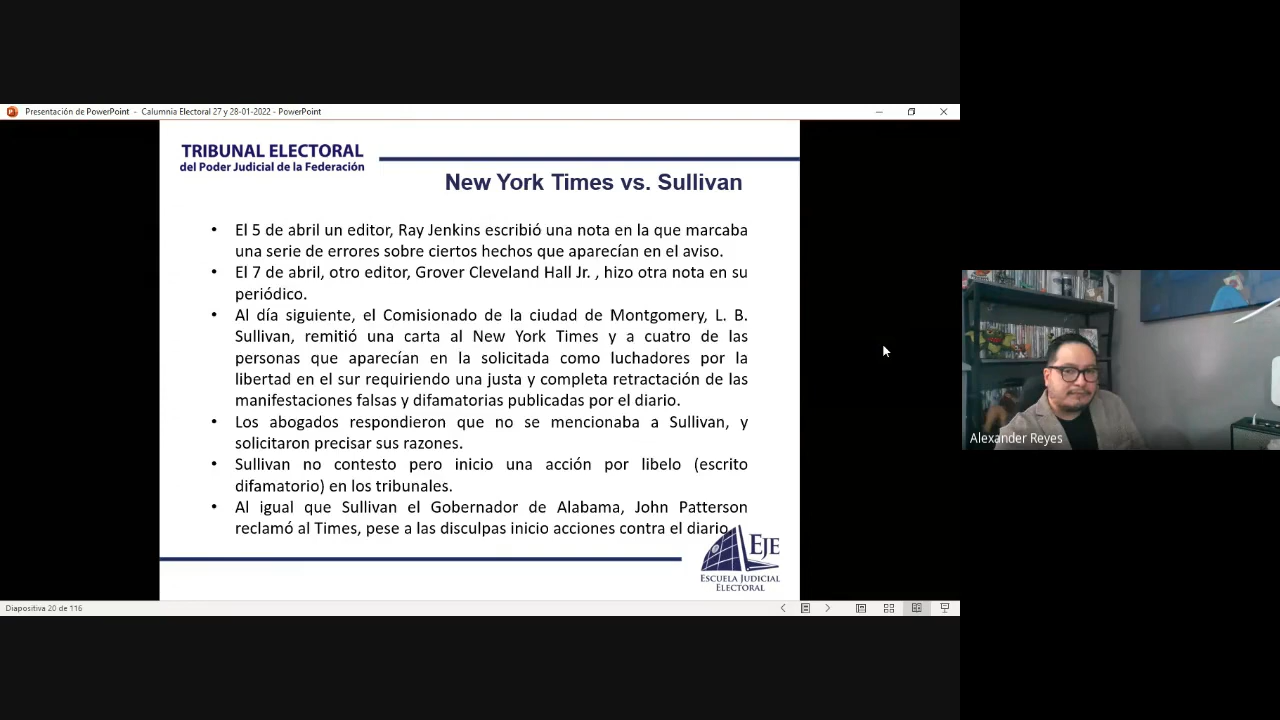 Presentación de PowerPoint - Calumnia Electoral 27 y 28-01-2022 - PowerPoint
TRIBUNAL ELECTORAL
del Poder Judicial de la Federación
New York Times vs. Sullivan
• El 5 de abril un editor, Ray Jenkins escribió una nota en la que marcaba
una serie de errores sobre ciertos hechos que aparecían en el aviso.
• El 7 de abril, otro editor, Grover Cleveland Hall Jr. , hizo otra nota en su
periódico.
• Al día siguiente, el Comisionado de la ciudad de Montgomery, L. B.
Sullivan, remitió una carta al New York Times y a cuatro de las
personas que aparecían en la solicitada como luchadores por la
libertad en el sur requiriendo una justa y completa retractación de las
manifestaciones falsas y difamatorias publicadas por el diario.
• Los abogados respondieron que no se mencionaba a Sullivan, y
solicitaron precisar sus razones.
• Sullivan no contesto pero inicio una acción por libelo (escrito
difamatorio) en los tribunales.
• Al igual que Sullivan el Gobernador de Alabama, John Patterson
reclamó al Times, pese a las disculpas inicio acciones contra el diario.
EJE
ESCUELA JUDICIAL
ELECTORAL
Diapositiva 20 de 116
Alexander Reyes